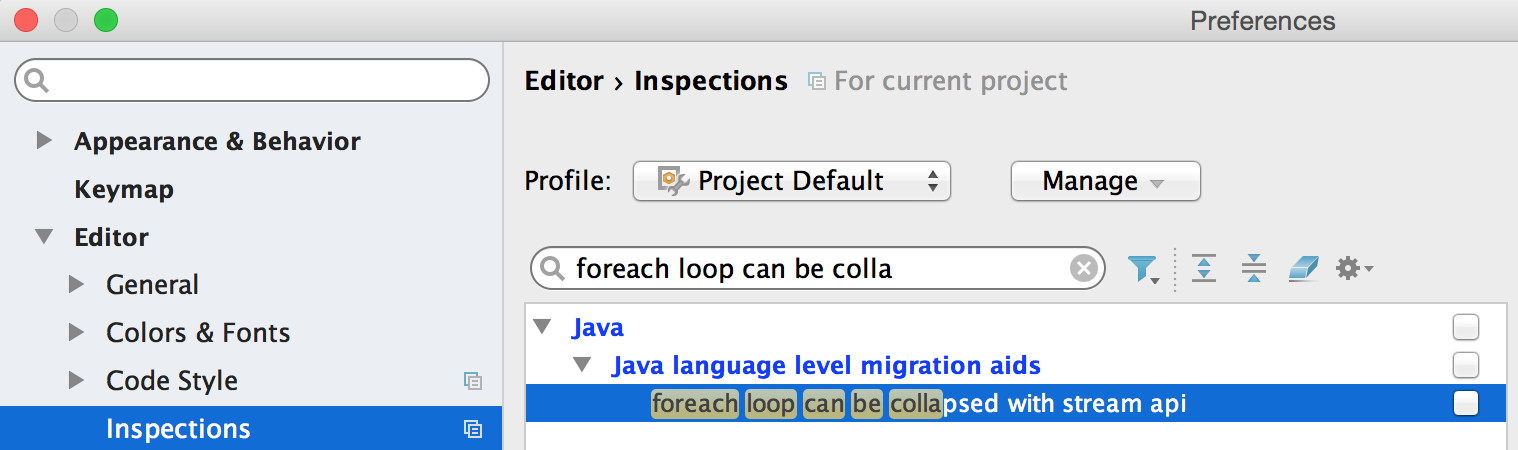 Preferences
Appearance & Behavior
Keymap
Editor
General
Colors & Fonts
Code Style
Inspections
Editor › Inspections For current project
Profile: Project Default Manage
foreach loop can be colla
Java
Java language level migration aids
foreach loop can be collapsed with stream api